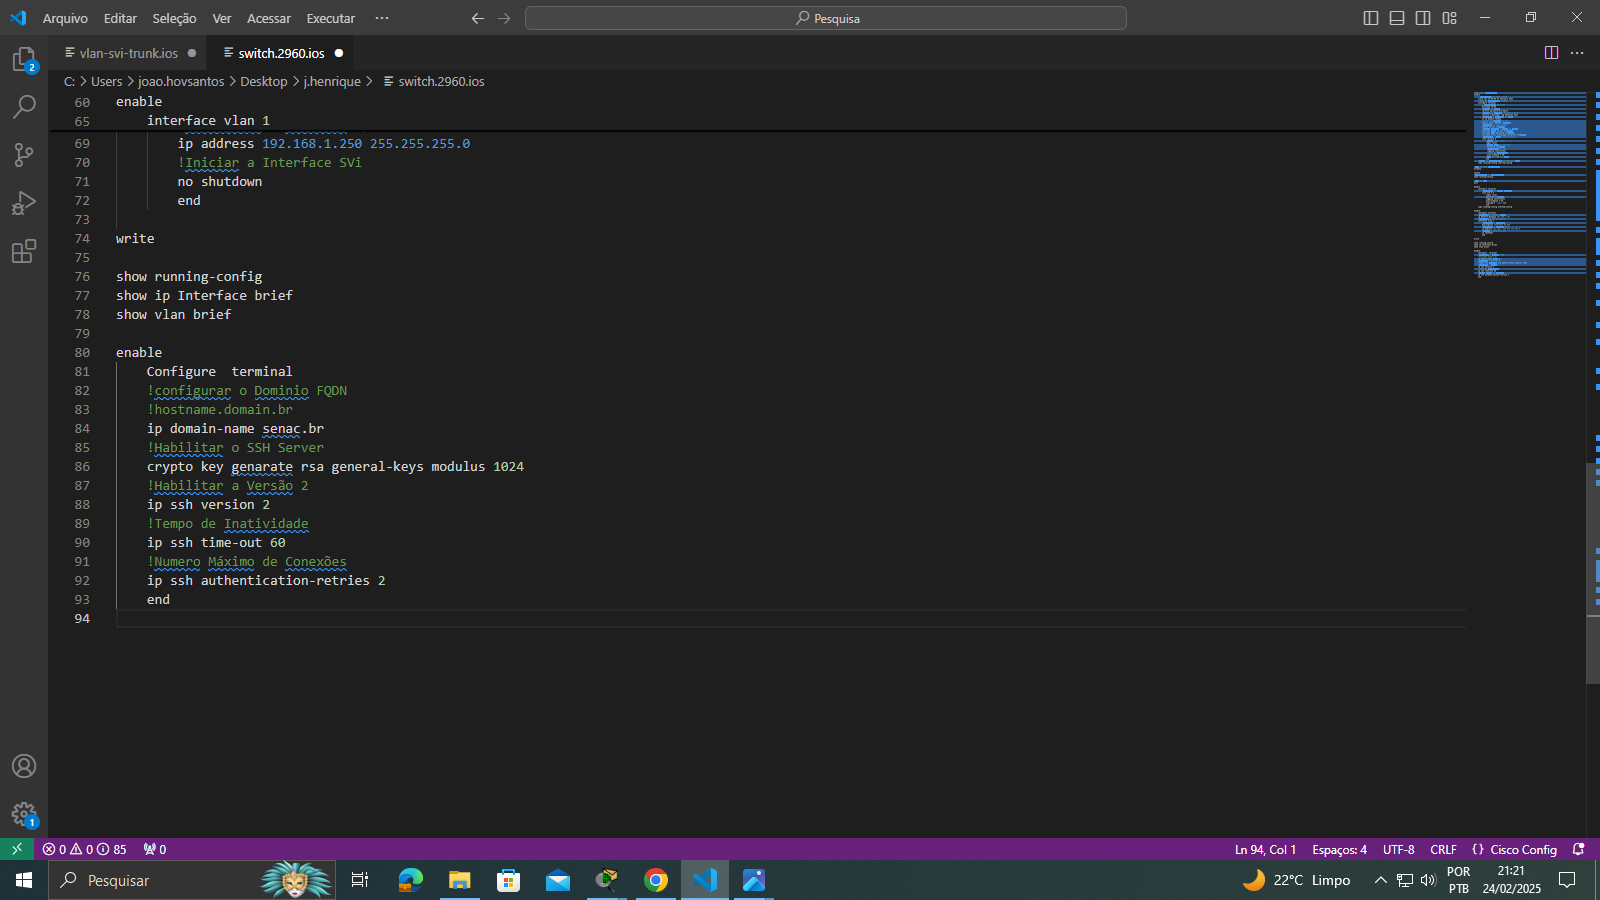 Arquivo Editar Seleção Ver Acessar Executar ··· Pesquisa
vlan-svi-trunk.ios switch.2960.ios
C: > Users > joao.hovsantos > Desktop > j.henrique > switch.2960.ios
60 enable
65 interface vlan 1
69 ip address 192.168.1.250 255.255.255.0
70 !Iniciar a Interface SVi
71 no shutdown
72 end
73
74 write
75
76 show running-config
77 show ip Interface brief
78 show vlan brief
79
80 enable
81 Configure  terminal
82 !configurar o Dominio FQDN
83 !hostname.domain.br
84 ip domain-name senac.br
85 !Habilitar o SSH Server
86 crypto key genarate rsa general-keys modulus 1024
87 !Habilitar a Versão 2
88 ip ssh version 2
89 !Tempo de Inatividade
90 ip ssh time-out 60
91 !Numero Máximo de Conexões
92 ip ssh authentication-retries 2
93 end
94
2
1
0 0 85 0 Ln 94, Col 1 Espaços: 4 UTF-8 CRLF {} Cisco Config
Pesquisar 22°C Limpo POR PTB 21:21 24/02/2025